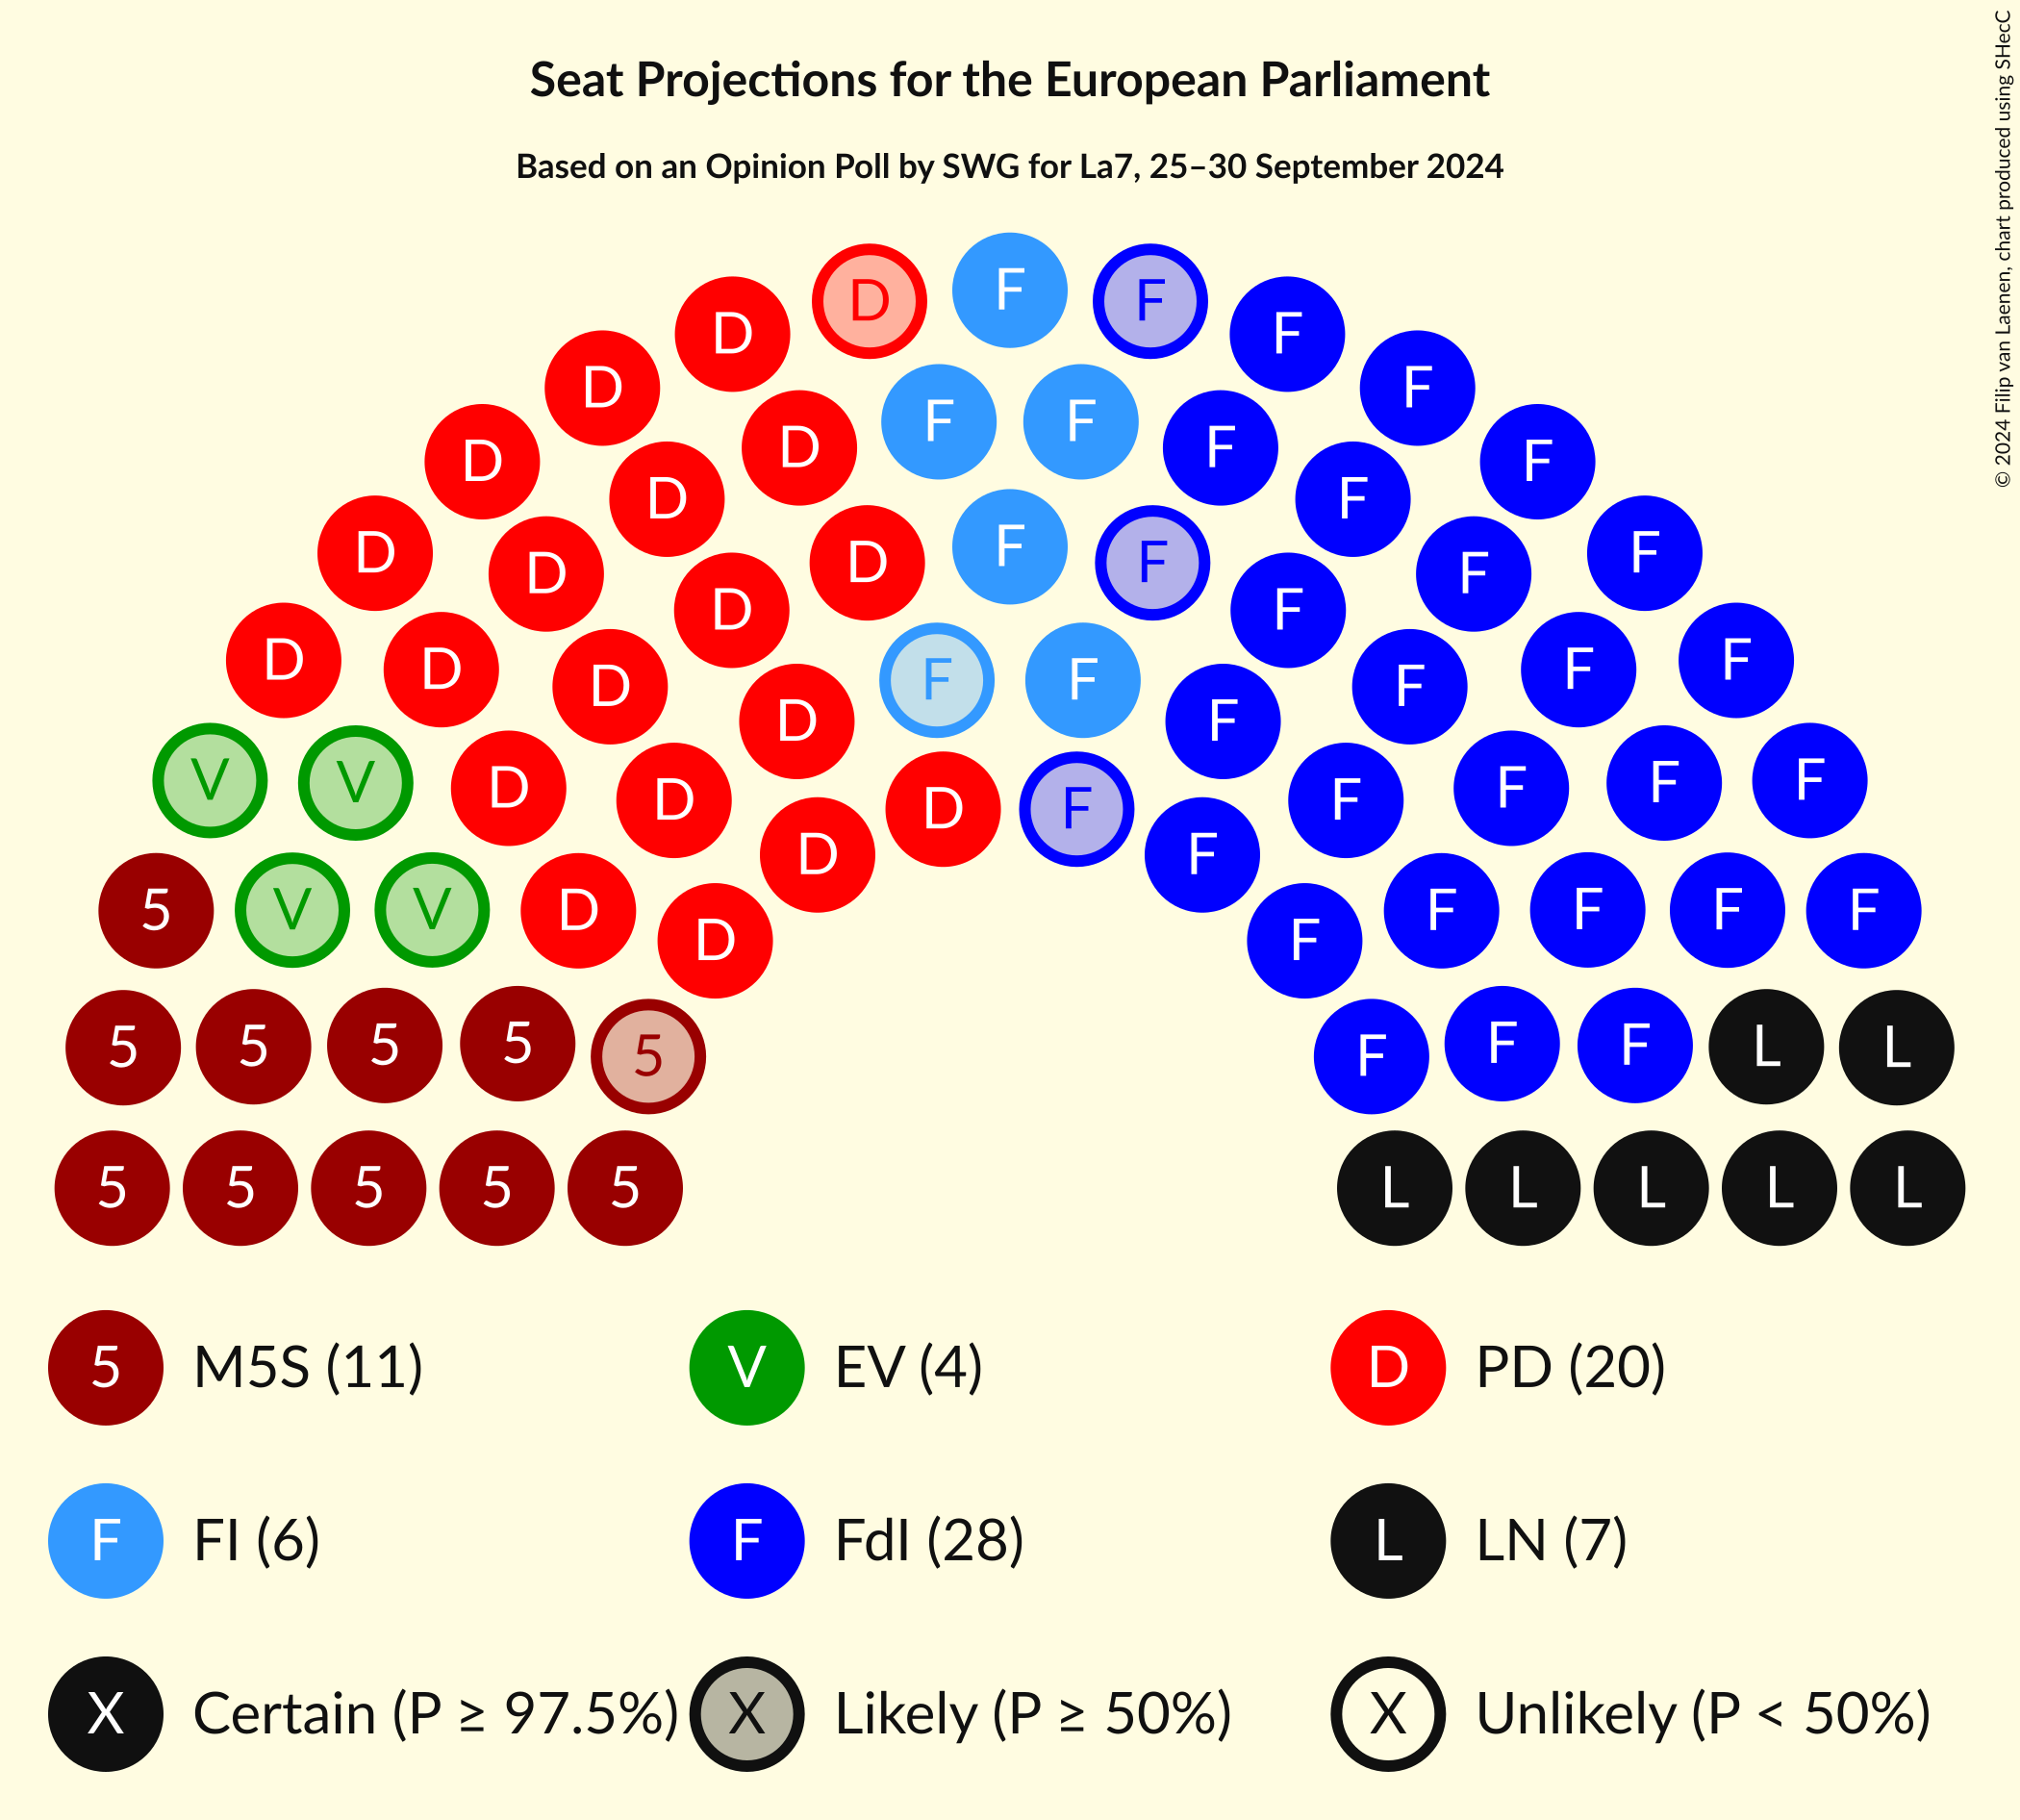 Seat Projections for the European Parliament
Based on an Opinion Poll by SWG for La7, 25–30 September 2024
© 2024 Filip van Laenen, chart produced using SHecC
D F F
D F
D F F F
D D F
D F
D F
D D F F
D F F
D D F F
D D F F
D F F
D F
V V D D F F F
D D F
D F
5 V V D F F F F
D F
5 5 5 5 5 F F F L L
5 5 5 5 5 L L L L L
5 M5S (11) V EV (4) D PD (20)
F FI (6) F FdI (28) L LN (7)
X Certain (P ≥ 97.5%) X Likely (P ≥ 50%) X Unlikely (P < 50%)